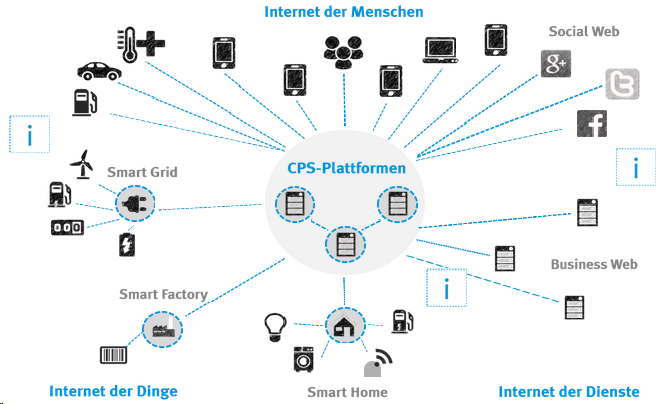 Internet der Menschen
Social Web
g+
i
CPS-Plattformen
i
Smart Grid
000
Business Web
i
Smart Factory
Internet der Dinge
Smart Home
Internet der Dienste